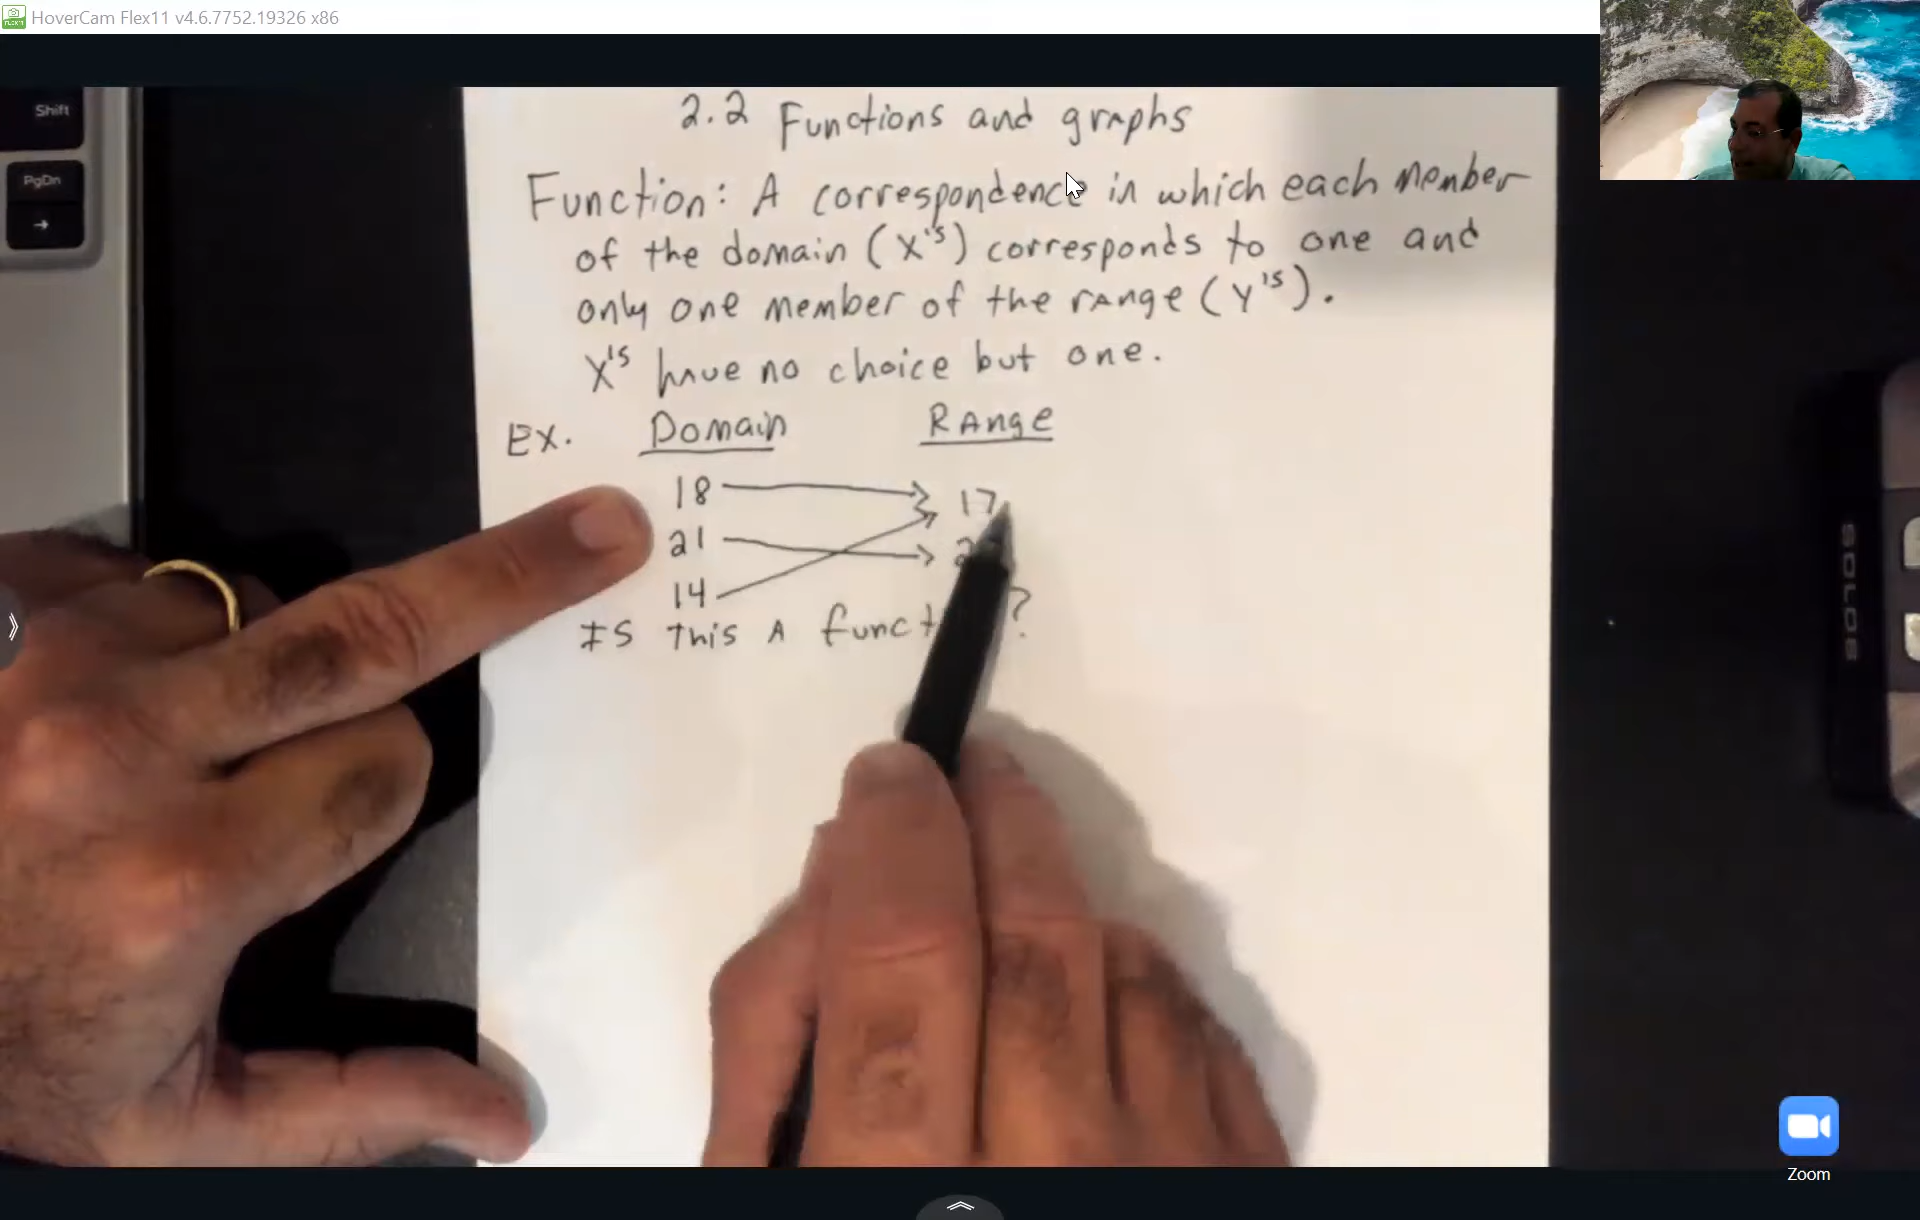 HoverCam Flex11 v4.6.7752.19326 x86
Shift
PgDn
2.2 Functions and graphs
Function: A correspondence in which each member
of the domain (X'S) corresponds to one and
only one member of the range (Y'S).
X'S have no choice but one.
Ex. Domain Range
18 17
21
14
IS This A ?
SOLOS
Zoom